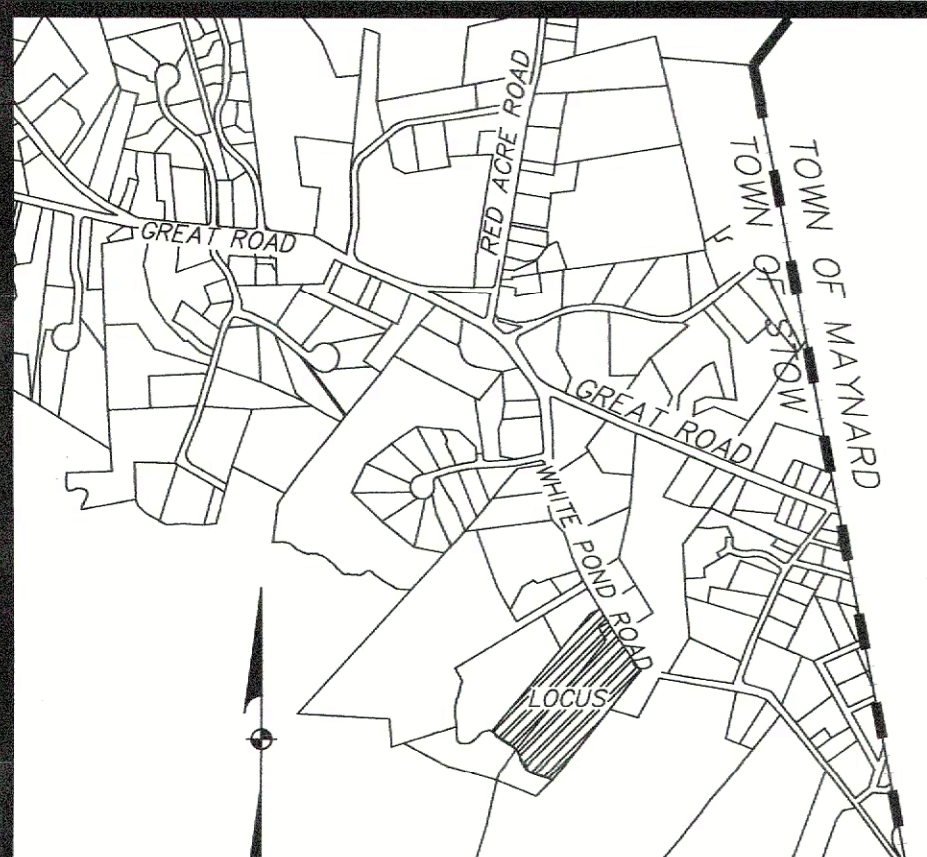 RED ACRE ROAD
GREAT ROAD
TOWN OF MAYNARD
TOWN OF STOW
GREAT ROAD
WHITE POND ROAD
LOCUS